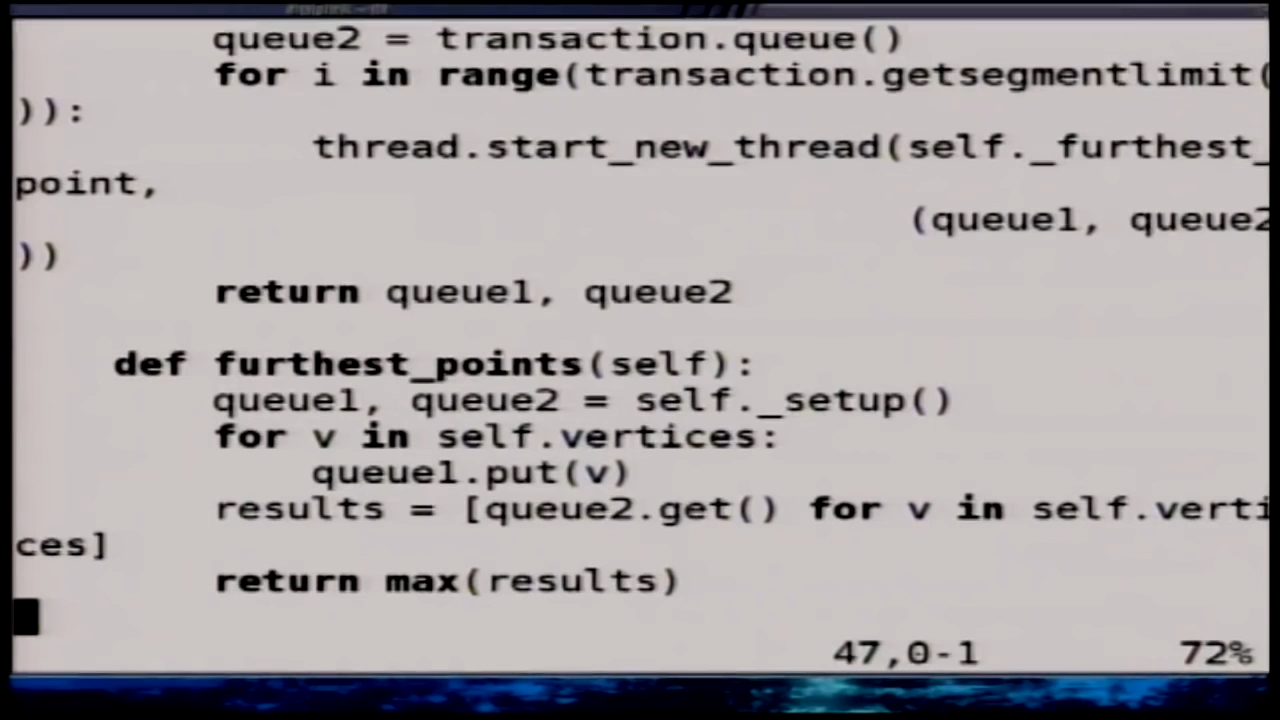 queue2 = transaction.queue()
for i in range(transaction.getsegmentlimit(
)):
thread.start_new_thread(self._furthest_
point,
(queue1, queue2
))
return queue1, queue2
def furthest_points(self):
queue1, queue2 = self._setup()
for v in self.vertices:
queue1.put(v)
results = [queue2.get() for v in self.verti
ces]
return max(results)
47,0-1 72%